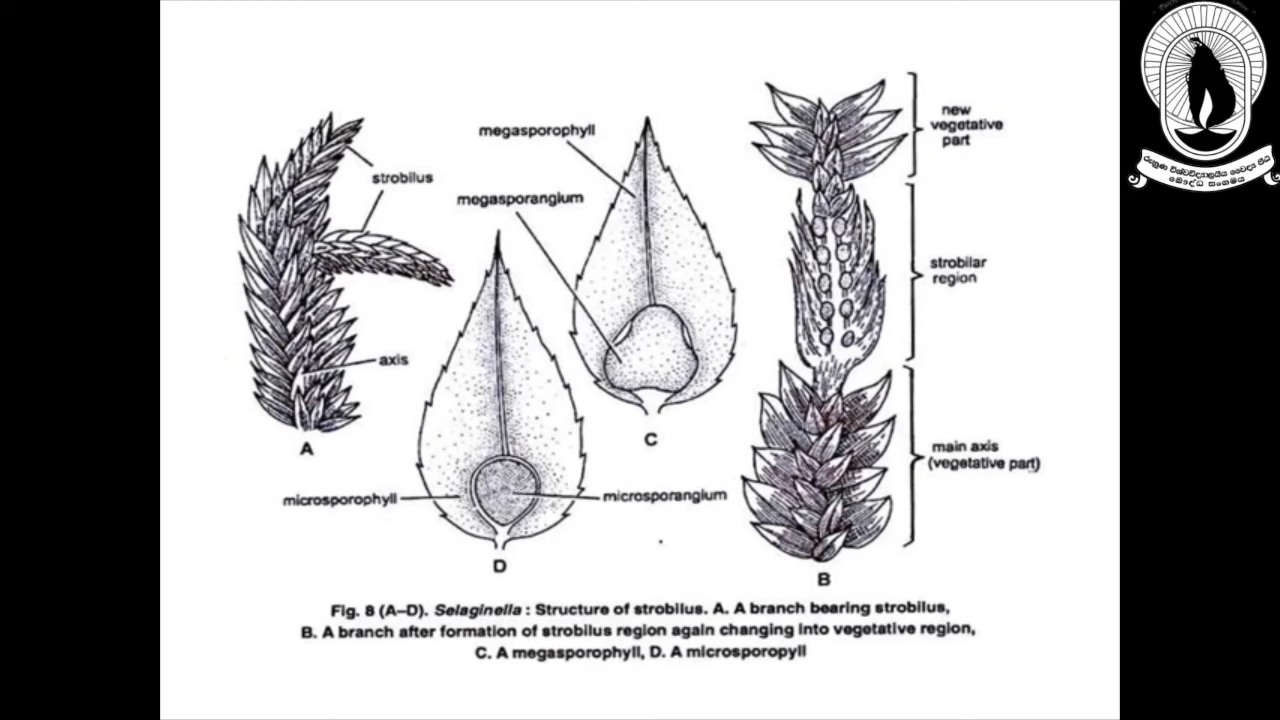 megasporophyll
megasporangium
strobilus
axis
A
microsporophyll
microsporangium
C
D
new
vegetative
part
strobilar
region
main axis
(vegetative part)
B
Fig. 8 (A–D). Selaginella : Structure of strobilus. A. A branch bearing strobilus,
B. A branch after formation of strobilus region again changing into vegetative region,
C. A megasporophyll, D. A microsporopyll